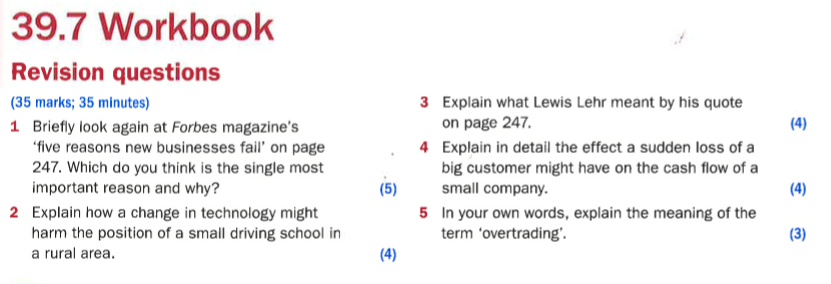 39.7 Workbook
Revision questions
(35 marks; 35 minutes)
1 Briefly look again at Forbes magazine's
'five reasons new businesses fail' on page
247. Which do you think is the single most
important reason and why? (5)
2 Explain how a change in technology might
harm the position of a small driving school in
a rural area. (4)
3 Explain what Lewis Lehr meant by his quote
on page 247. (4)
4 Explain in detail the effect a sudden loss of a
big customer might have on the cash flow of a
small company. (4)
5 In your own words, explain the meaning of the
term 'overtrading'. (3)